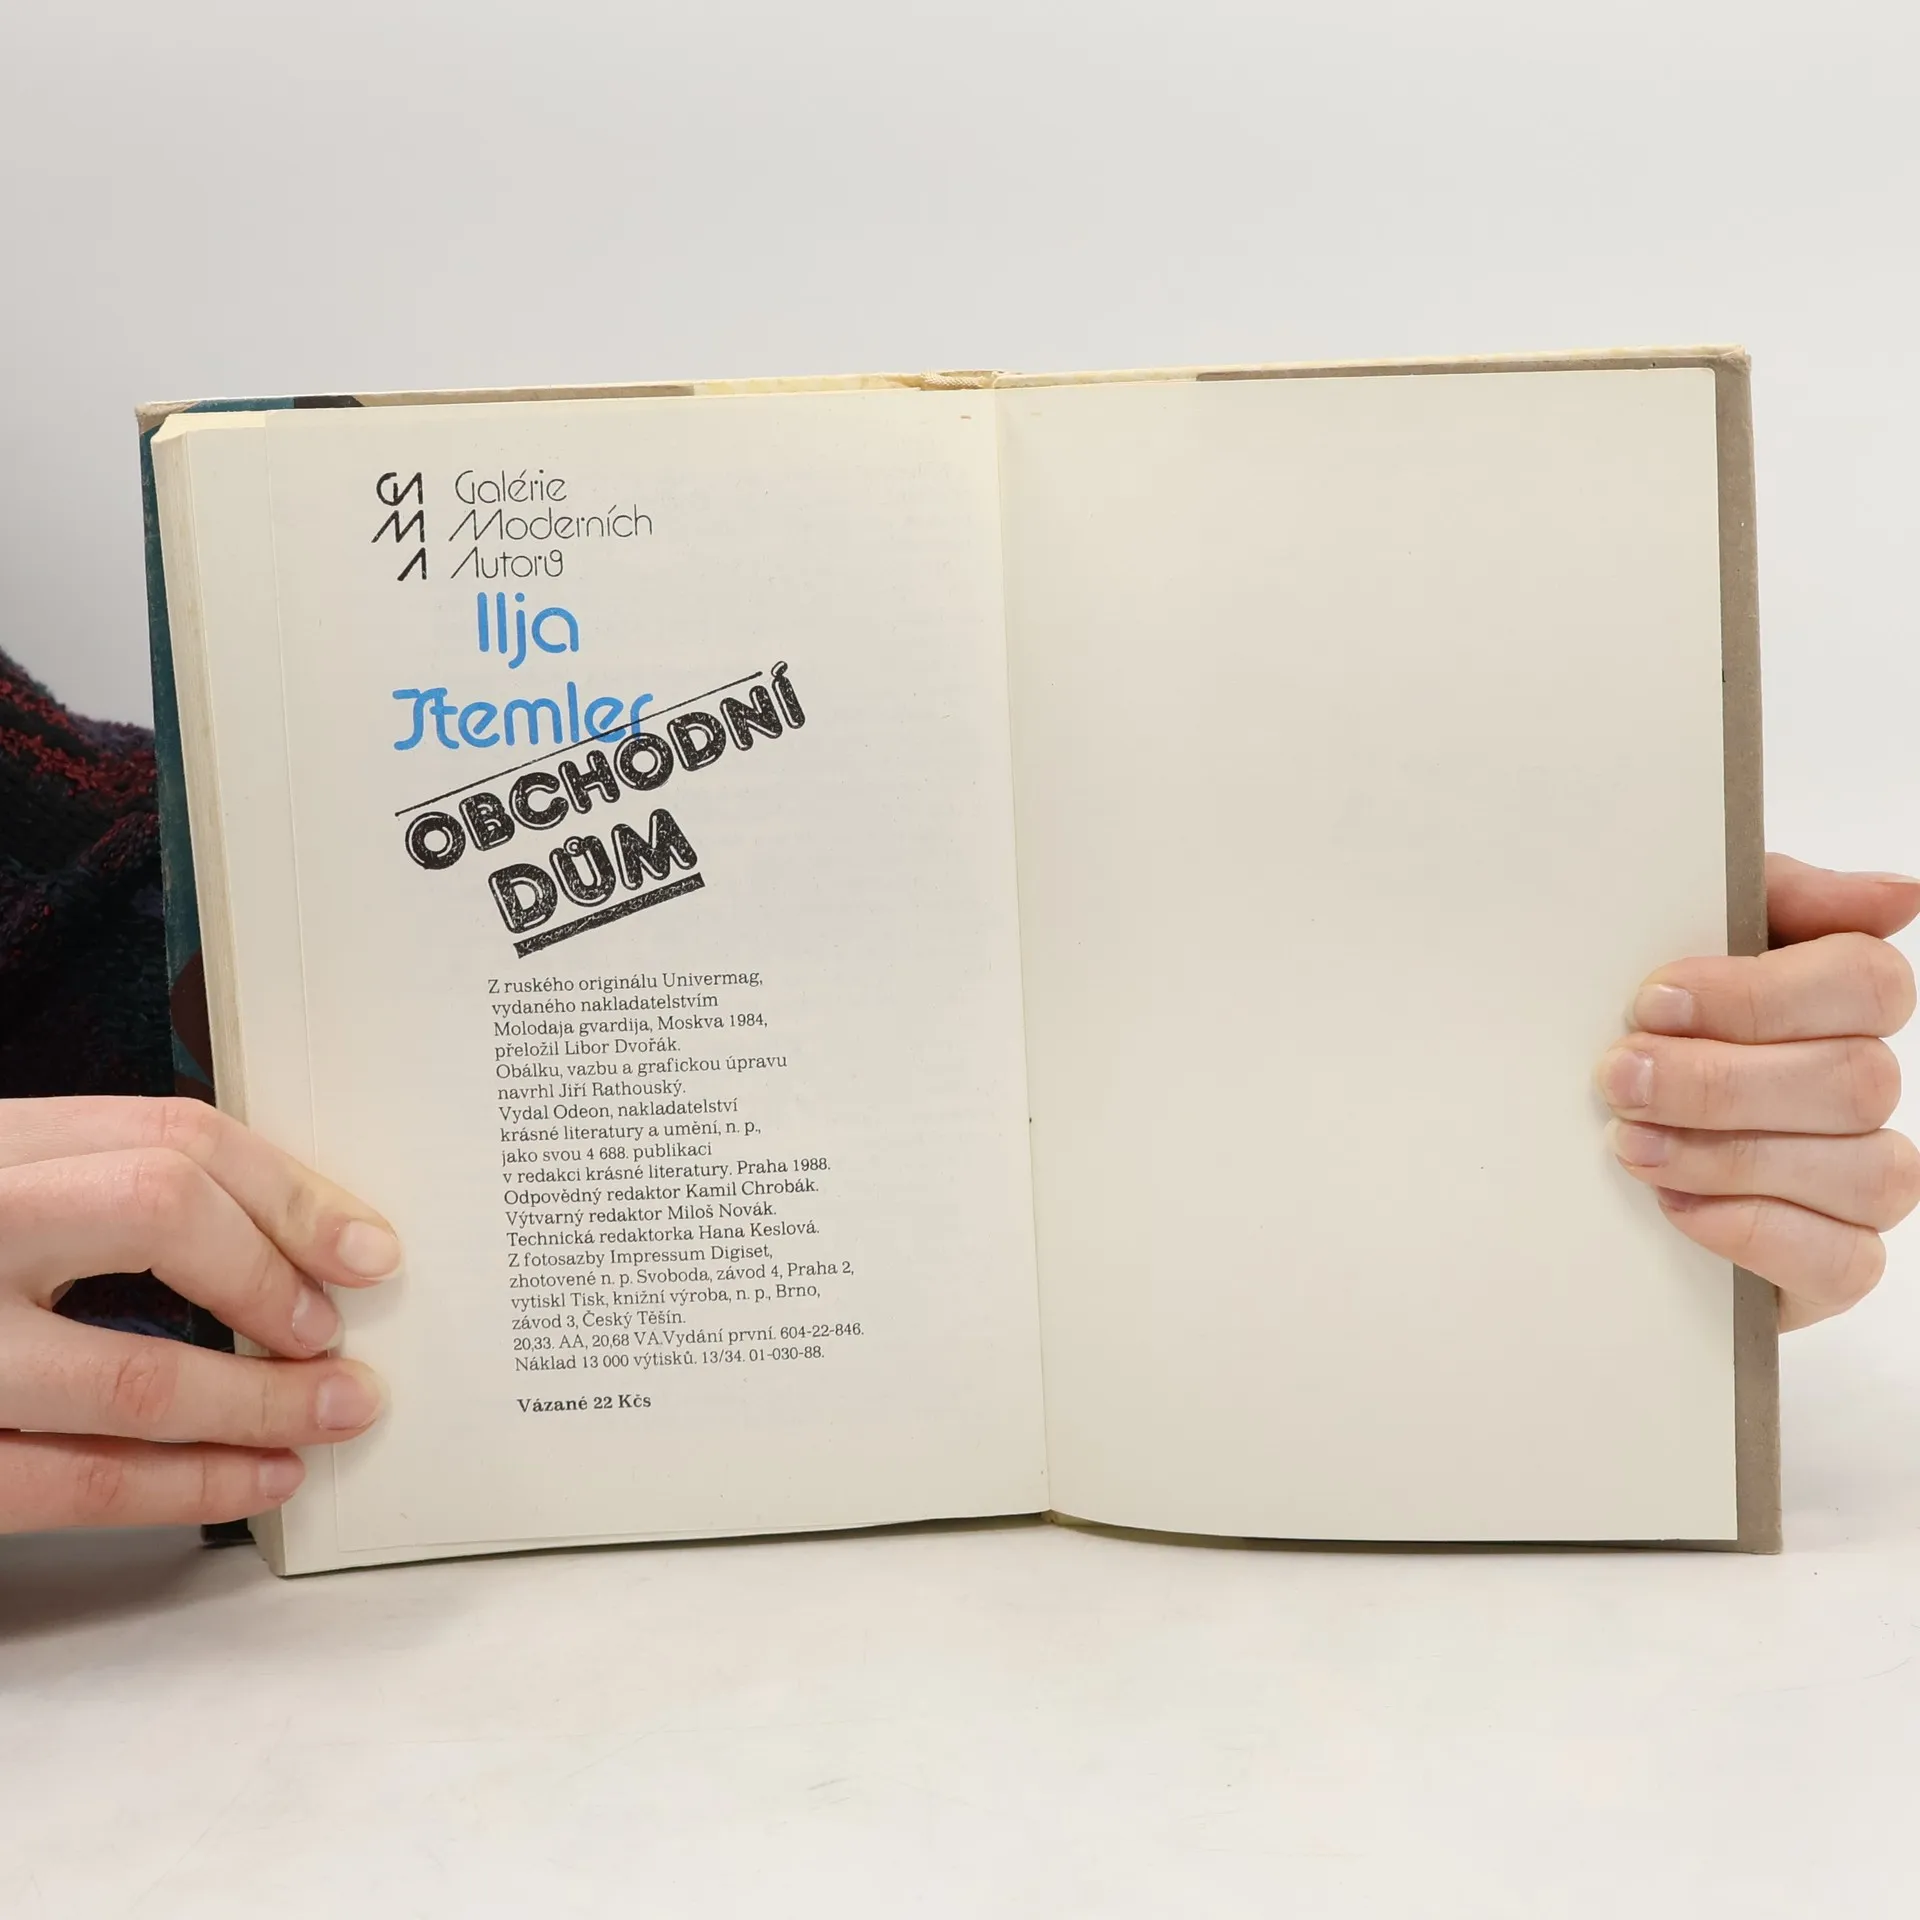 GMA Galérie
Moderních
Autorů
Ilja
Štemler
OBCHODNÍ
DŮM
Z ruského originálu Univermag,
vydaného nakladatelstvím
Molodaja gvardija, Moskva 1984,
přeložil Libor Dvořák.
Obálku, vazbu a grafickou úpravu
navrhl Jiří Rathouský.
Vydal Odeon, nakladatelství
krásné literatury a umění, n. p.,
jako svou 4 688. publikaci
v redakci krásné literatury. Praha 1988.
Odpovědný redaktor Kamil Chrobák.
Výtvarný redaktor Miloš Novák.
Technická redaktorka Hana Keslová.
Z fotosazby Impressum Digiset,
zhotovené n. p. Svoboda, závod 4, Praha 2,
vytiskl Tisk, knižní výroba, n. p., Brno,
závod 3, Český Těšín.
20,33. AA, 20,68 VA.Vydání první. 604-22-846.
Náklad 13 000 výtisků. 13/34. 01-030-88.
Vázané 22 Kčs